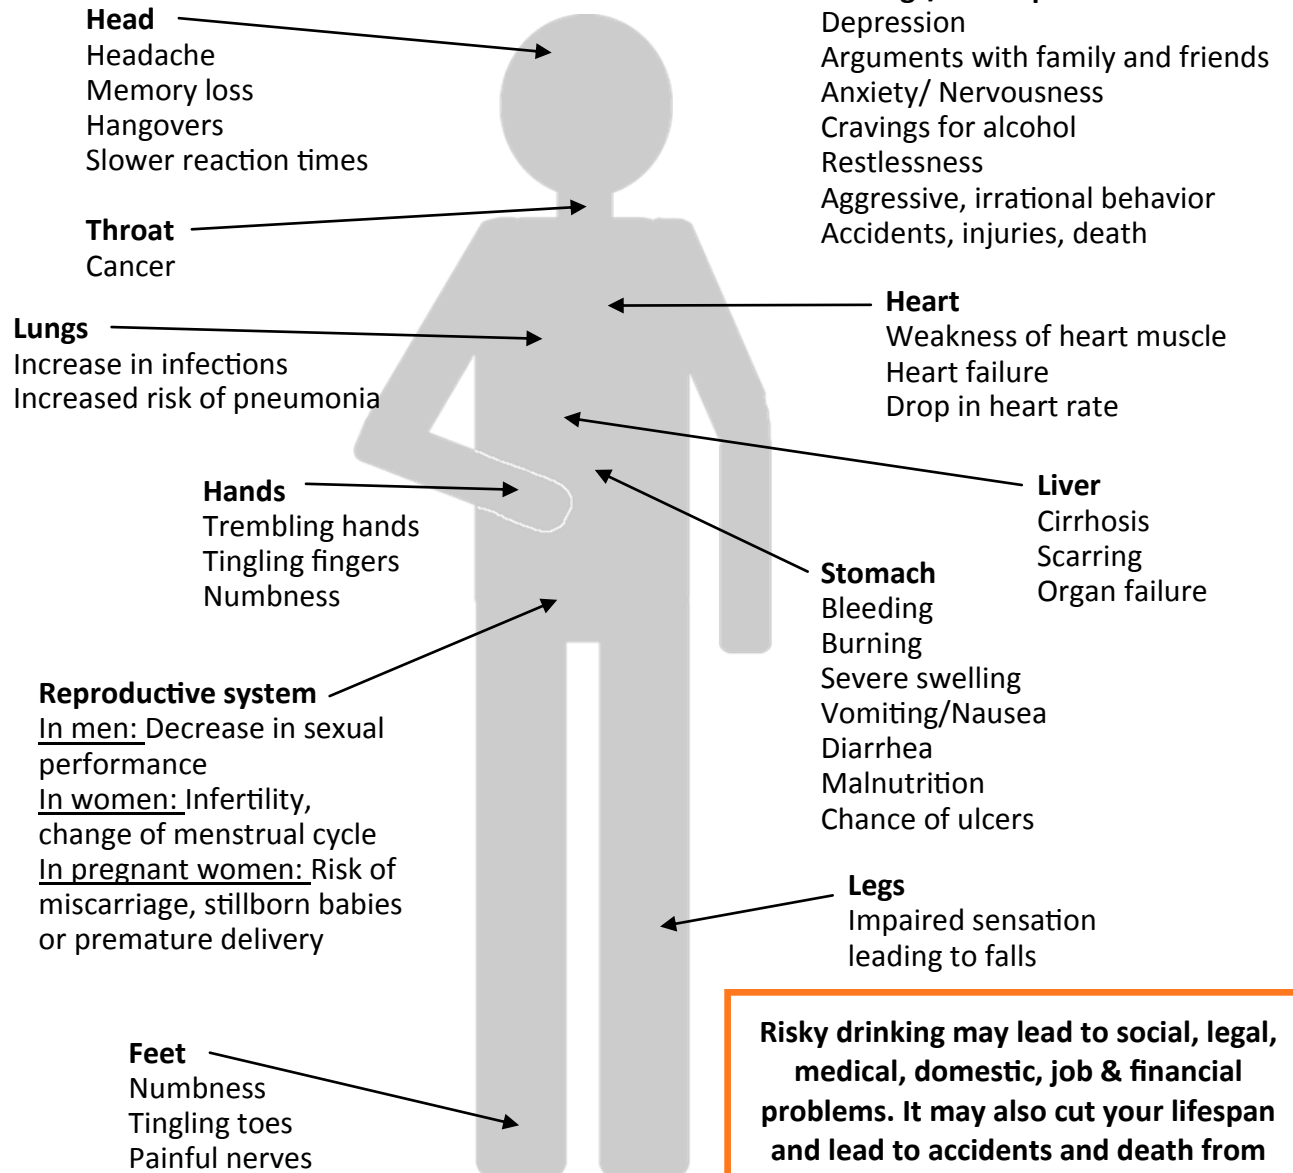 Head
Headache
Memory loss
Hangovers
Slower reaction times
Depression
Arguments with family and friends
Anxiety/ Nervousness
Cravings for alcohol
Restlessness
Aggressive, irrational behavior
Accidents, injuries, death
Throat
Cancer
Heart
Weakness of heart muscle
Heart failure
Drop in heart rate
Lungs
Increase in infections
Increased risk of pneumonia
Hands
Trembling hands
Tingling fingers
Numbness
Liver
Cirrhosis
Scarring
Organ failure
Stomach
Bleeding
Burning
Severe swelling
Vomiting/Nausea
Diarrhea
Malnutrition
Chance of ulcers
Reproductive system
In men: Decrease in sexual
performance
In women: Infertility,
change of menstrual cycle
In pregnant women: Risk of
miscarriage, stillborn babies
or premature delivery
Legs
Impaired sensation
leading to falls
Feet
Numbness
Tingling toes
Painful nerves
Risky drinking may lead to social, legal,
medical, domestic, job & financial
problems. It may also cut your lifespan
and lead to accidents and death from